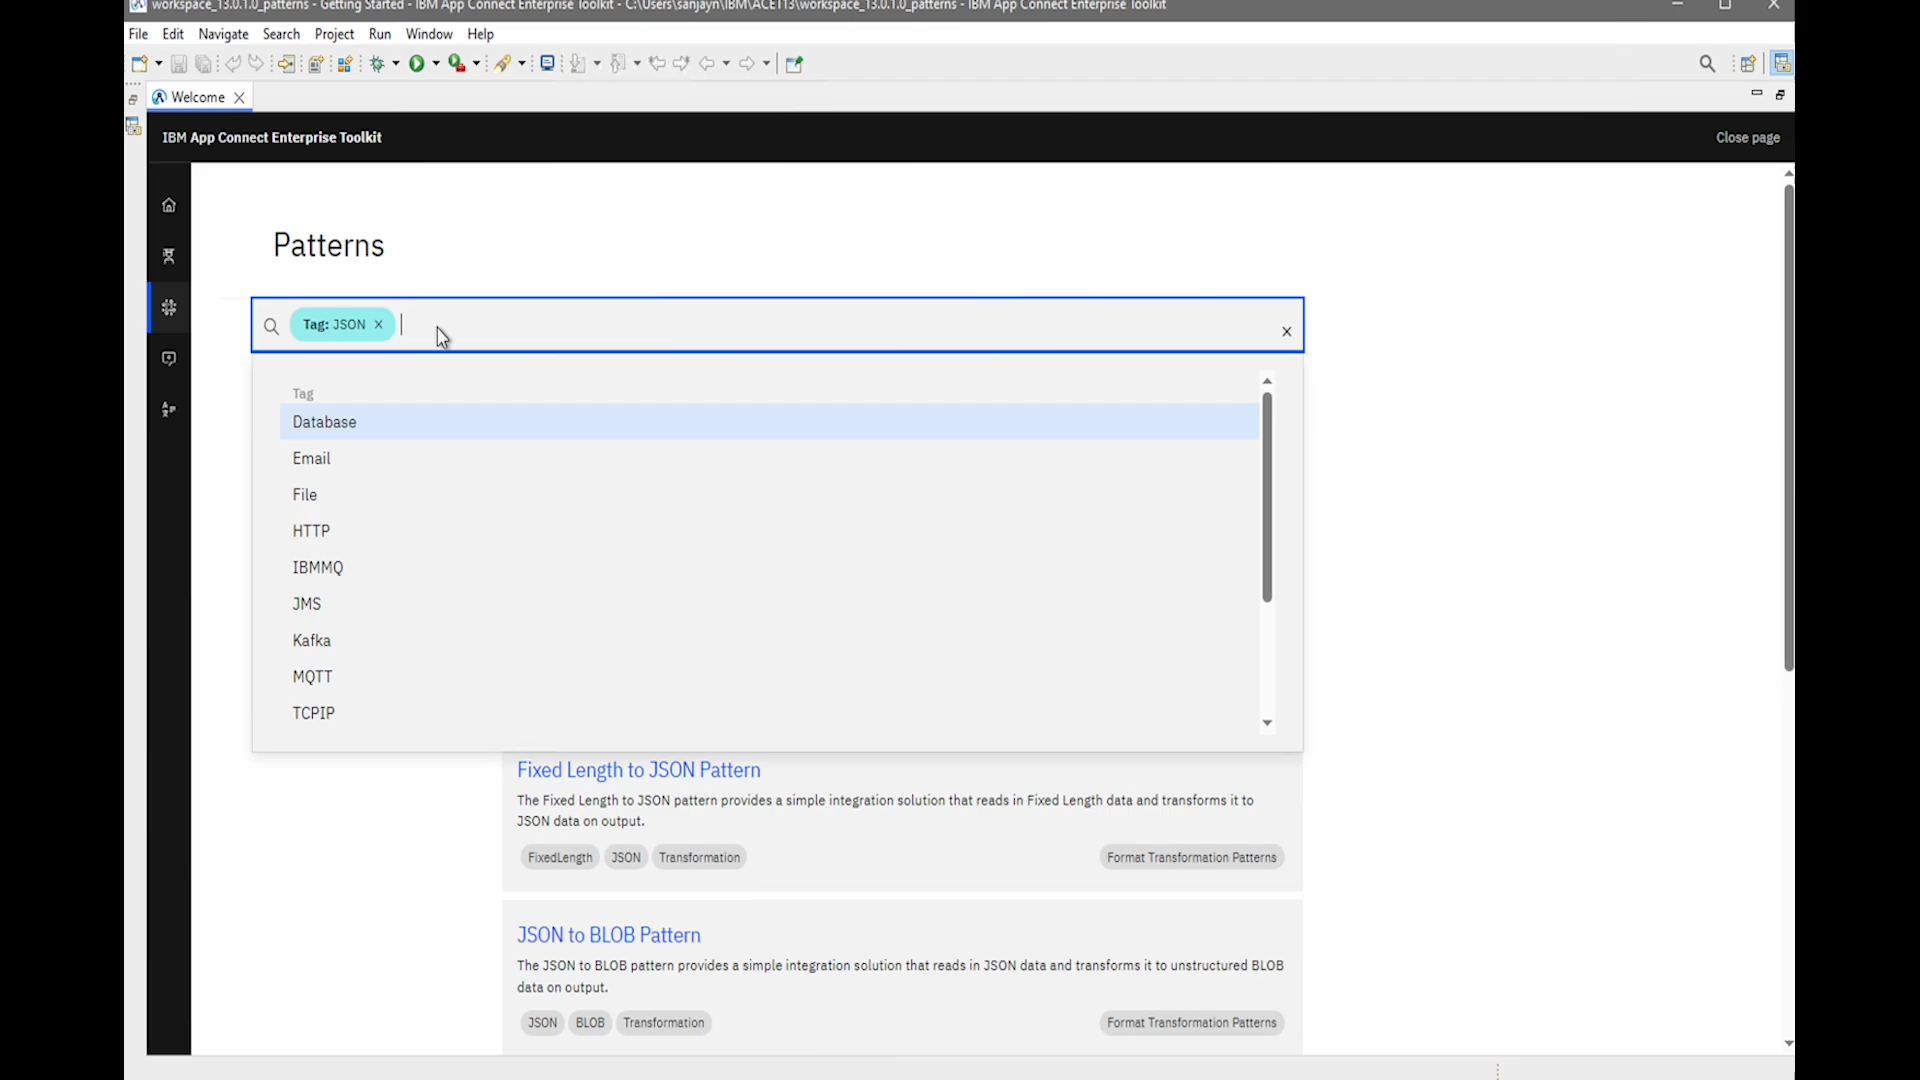 workspace_13.0.1.0_patterns - Getting Started - IBM App Connect Enterprise Toolkit - C:\Users\sanjayn\IBM\ACET13\workspace_13.0.1.0_patterns - IBM App Connect Enterprise Toolkit
File Edit Navigate Search Project Run Window Help
Welcome
IBM App Connect Enterprise Toolkit Close page
Patterns
Tag: JSON
Tag
Database
Email
File
HTTP
IBMMQ
JMS
Kafka
MQTT
TCPIP
Fixed Length to JSON Pattern
The Fixed Length to JSON pattern provides a simple integration solution that reads in Fixed Length data and transforms it to
JSON data on output.
FixedLength JSON Transformation Format Transformation Patterns
JSON to BLOB Pattern
The JSON to BLOB pattern provides a simple integration solution that reads in JSON data and transforms it to unstructured BLOB
data on output.
JSON BLOB Transformation Format Transformation Patterns